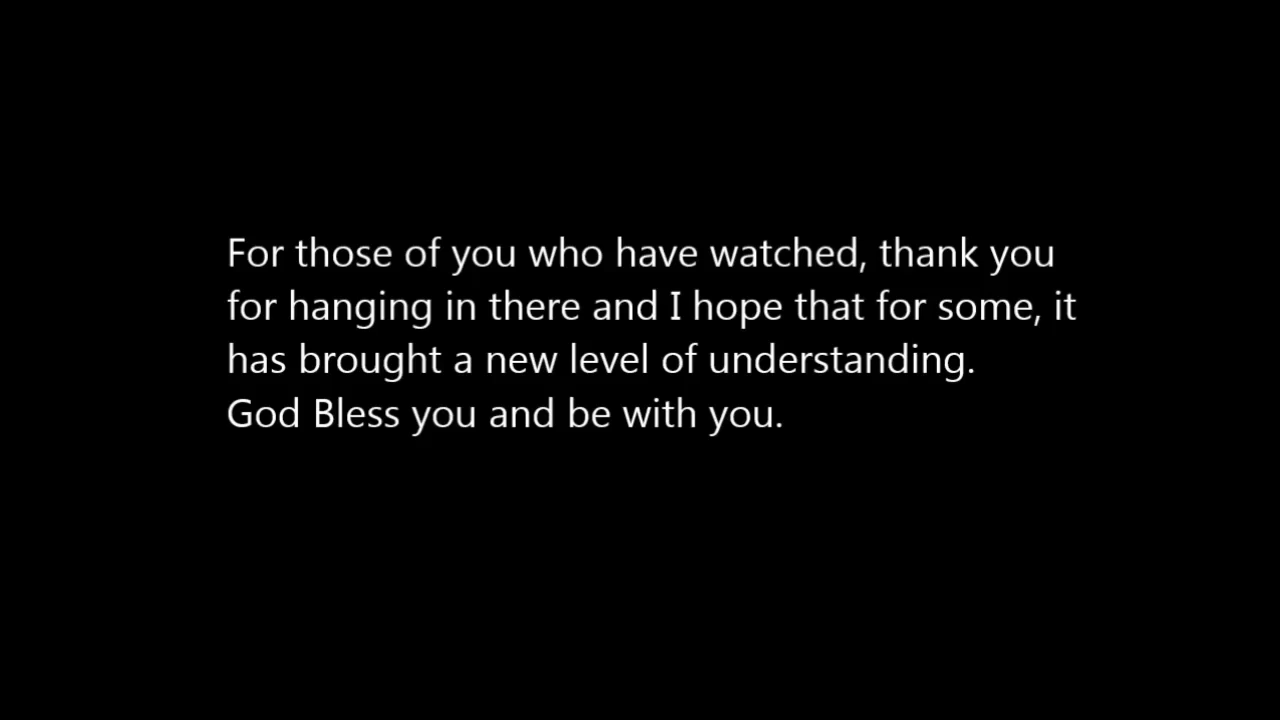 For those of you who have watched, thank you
for hanging in there and I hope that for some, it
has brought a new level of understanding.
God Bless you and be with you.